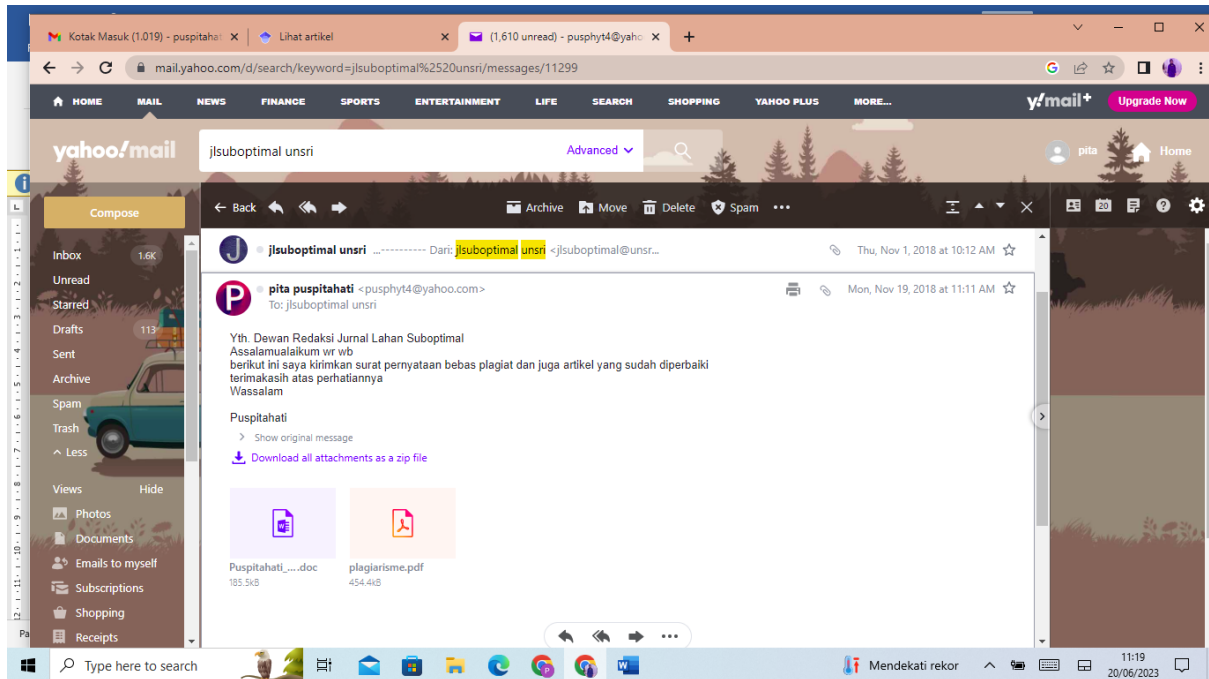 Kotak Masuk (1.019) - puspitahat
Lihat artikel
(1,610 unread) - pusphyt4@yaho
mail.yahoo.com/d/search/keyword=jlsuboptimal%2520unsri/messages/11299
HOME MAIL NEWS FINANCE SPORTS ENTERTAINMENT LIFE SEARCH SHOPPING YAHOO PLUS MORE... y!mail+ Upgrade Now
yahoo!mail jlsuboptimal unsri Advanced pita Home
Compose Back Archive Move Delete Spam ••• 20
Inbox 1.6K
Unread
Starred
Drafts 113
Sent
Archive
Spam
Trash
Less
Views Hide
Photos
Documents
Emails to myself
Subscriptions
Shopping
Receipts
J jlsuboptimal unsri ...---------- Dari: jlsuboptimal unsri <jlsuboptimal@unsr... Thu, Nov 1, 2018 at 10:12 AM
P pita puspitahati <pusphyt4@yahoo.com> Mon, Nov 19, 2018 at 11:11 AM
To: jlsuboptimal unsri
Yth. Dewan Redaksi Jurnal Lahan Suboptimal
Assalamualaikum wr wb
berikut ini saya kirimkan surat pernyataan bebas plagiat dan juga artikel yang sudah diperbaiki
terimakasih atas perhatiannya
Wassalam
Puspitahati
Show original message
Download all attachments as a zip file
Puspitahati_....doc
185.5kB
plagiarisme.pdf
454.4kB
Pa
Type here to search
Mendekati rekor
11:19
20/06/2023